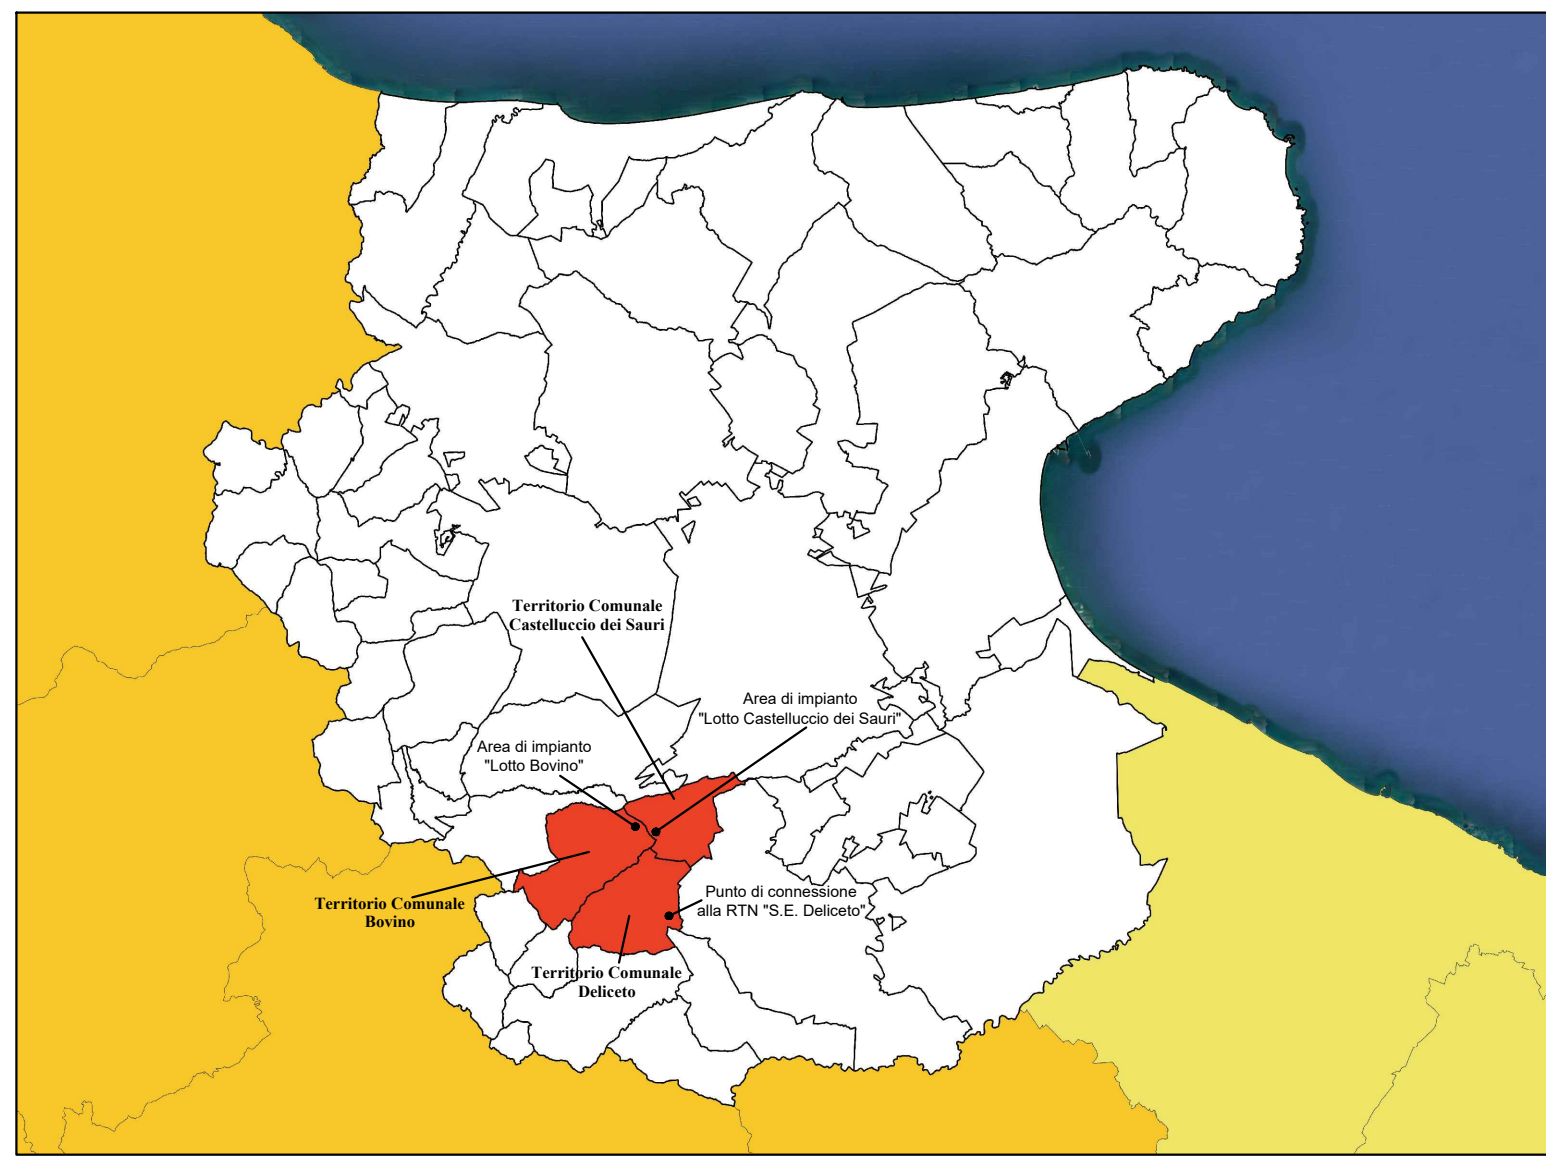 Territorio Comunale
Castelluccio dei Sauri
Area di impianto
"Lotto Castelluccio dei Sauri"
Area di impianto
"Lotto Bovino"
Punto di connessione
alla RTN "S.E. Deliceto"
Territorio Comunale
Bovino
Territorio Comunale
Deliceto